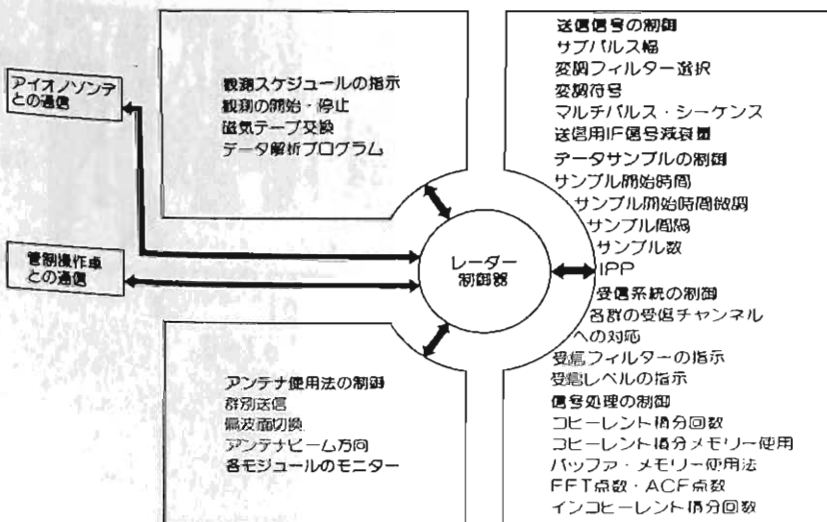 アイオノゾンデ
との通信
管制操作卓
との通信
観測スケジュールの指示
観測の開始・停止
磁気テープ交換
データ解析プログラム
レーダー
制御器
アンテナ使用法の制御
群別送信
偏波面切換
アンテナビーム方向
各モジュールのモニター
送信信号の制御
サブパルス幅
変調フィルター選択
変調符号
マルチパルス・シーケンス
送信用IF信号減衰量
データサンプルの制御
サンプル開始時間
サンプル開始時間微調
サンプル間隔
サンプル数
IPP
受信系統の制御
各群の受信チャンネル
への対応
受信フィルターの指示
受信レベルの指示
信号処理の制御
コヒーレント積分回数
コヒーレント積分メモリー使用
バッファ・メモリー使用法
FFT点数・ACF点数
インコヒーレント積分回数